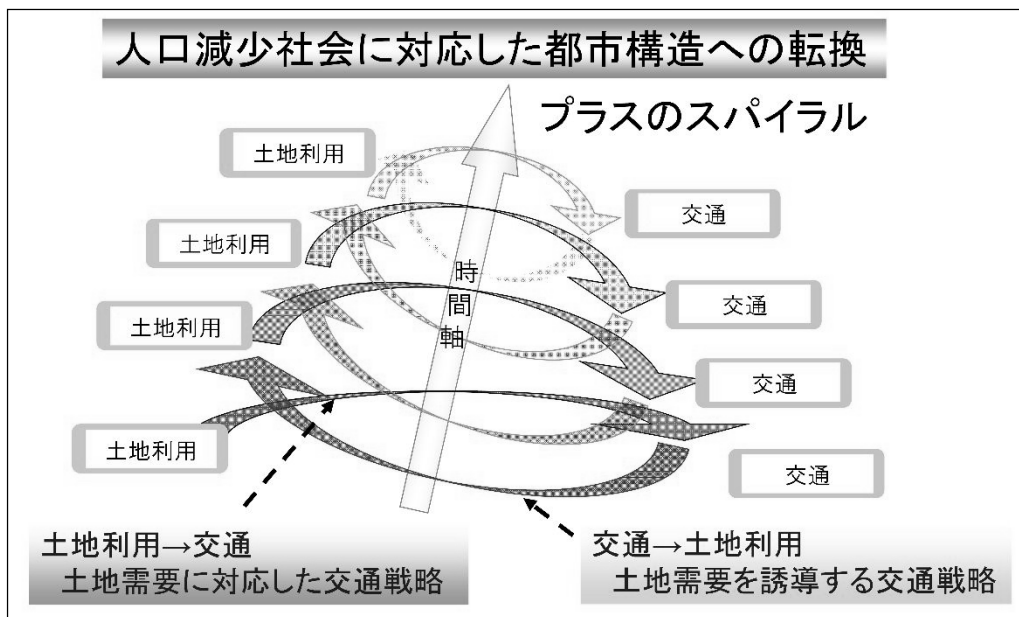 人口減少社会に対応した都市構造への転換
プラスのスパイラル
土地利用
交通
土地利用
交通
土地利用
交通
土地利用
交通
時間軸
土地利用→交通
土地需要に対応した交通戦略
交通→土地利用
土地需要を誘導する交通戦略